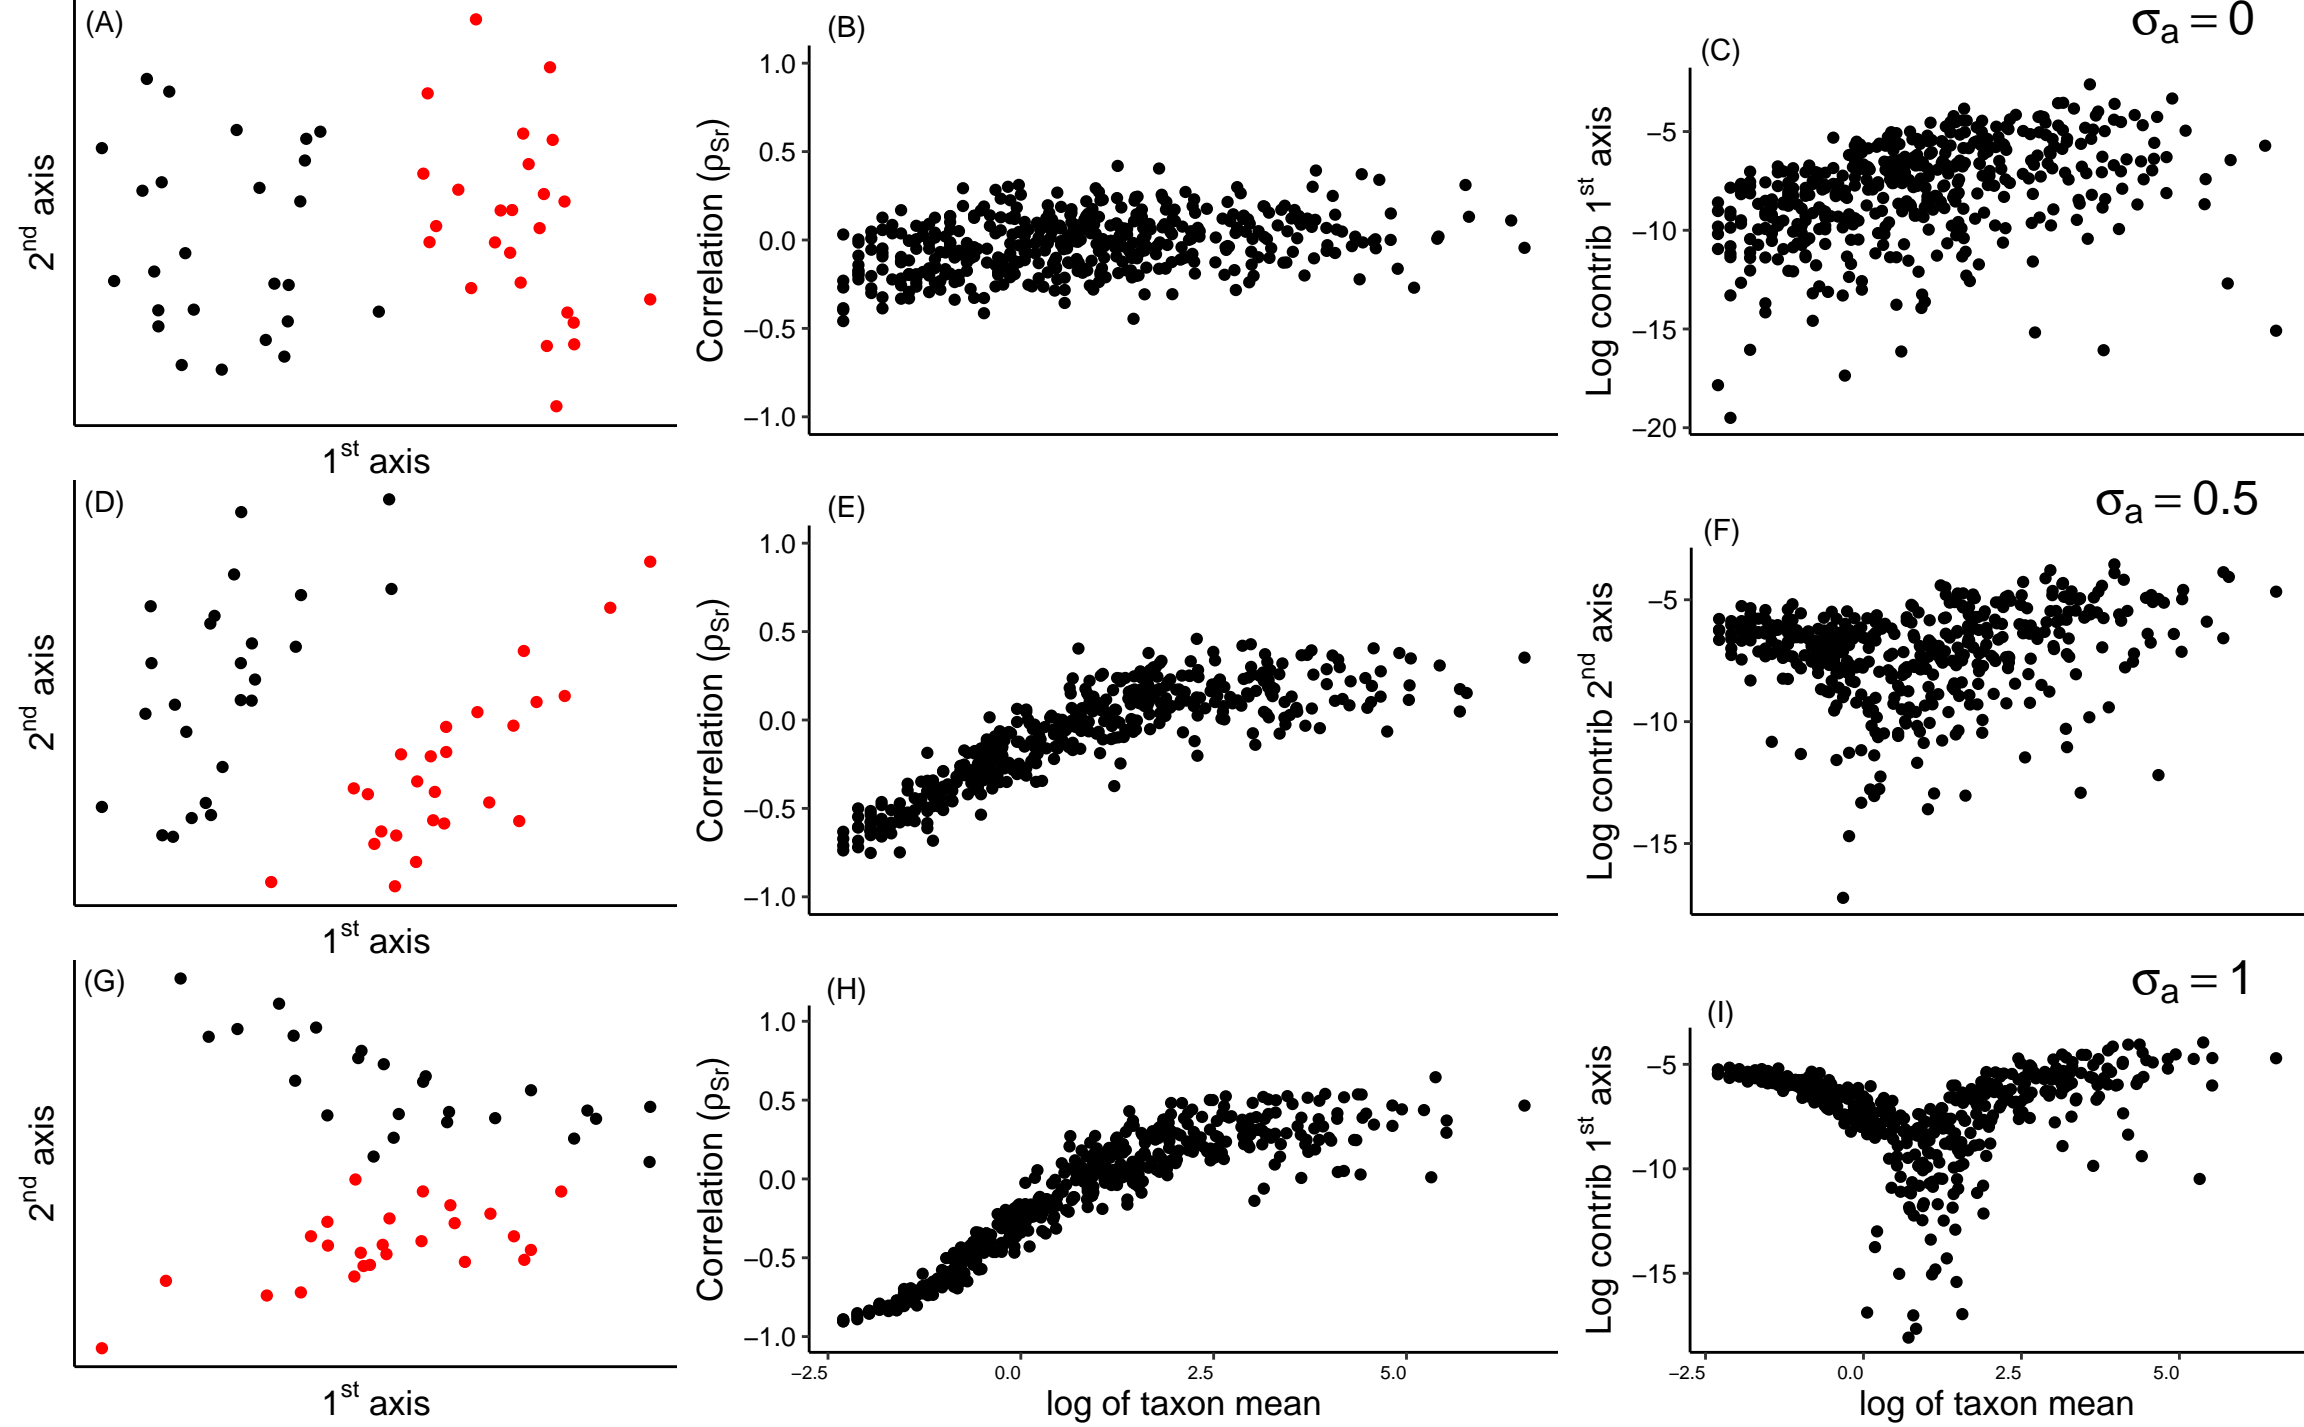 (A)
2nd axis
1st axis
(B)
Correlation (ρSr)
1.0
0.5
0.0
−0.5
−1.0
(C)
σa = 0
Log contrib 1st axis
−5
−10
−15
−20
(D)
2nd axis
1st axis
(E)
Correlation (ρSr)
1.0
0.5
0.0
−0.5
−1.0
(F)
σa = 0.5
Log contrib 2nd axis
−5
−10
−15
(G)
2nd axis
1st axis
(H)
Correlation (ρSr)
1.0
0.5
0.0
−0.5
−1.0
−2.5 0.0 2.5 5.0
log of taxon mean
(I)
σa = 1
Log contrib 1st axis
−5
−10
−15
−2.5 0.0 2.5 5.0
log of taxon mean